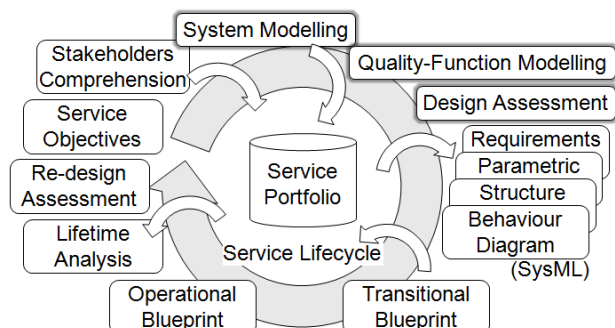 System Modelling
Stakeholders
Comprehension
Quality-Function Modelling
Design Assessment
Service
Objectives
Requirements
Parametric
Structure
Behaviour
Diagram
(SysML)
Re-design
Assessment
Service
Portfolio
Lifetime
Analysis
Service Lifecycle
Operational
Blueprint
Transitional
Blueprint